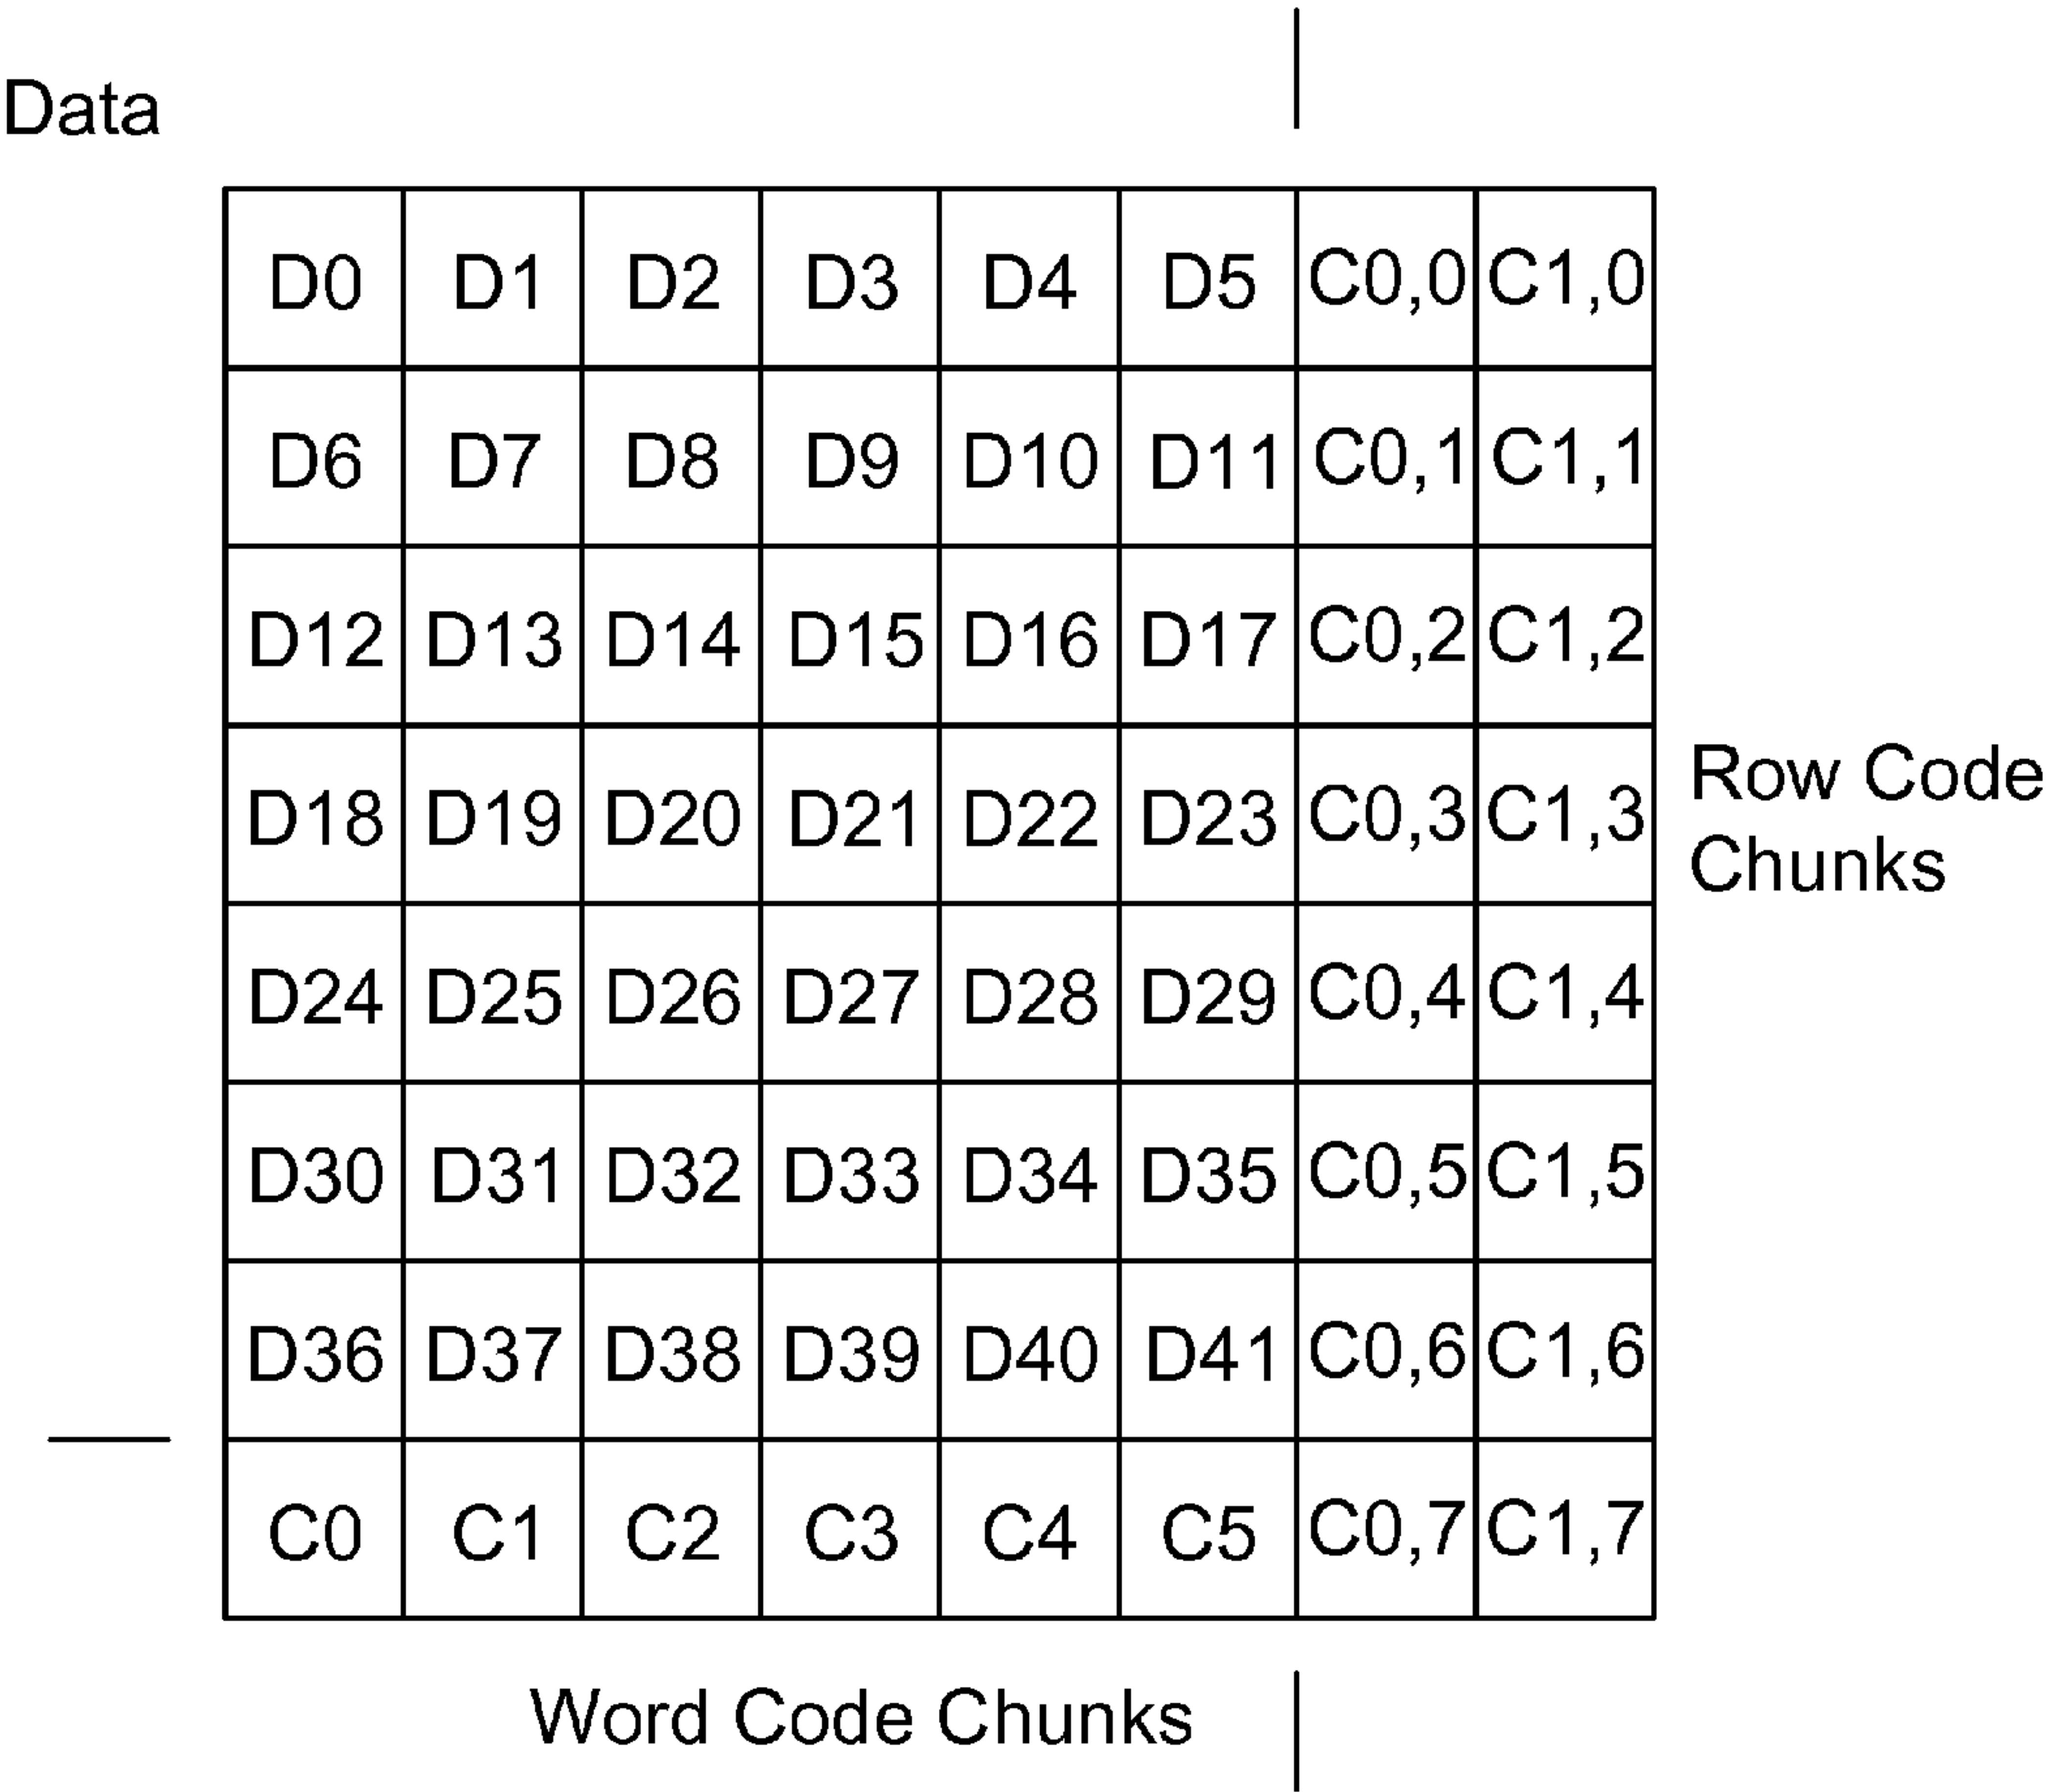 Data
D0 D1 D2 D3 D4 D5 C0,0 C1,0
D6 D7 D8 D9 D10 D11 C0,1 C1,1
D12 D13 D14 D15 D16 D17 C0,2 C1,2
D18 D19 D20 D21 D22 D23 C0,3 C1,3
Row Code
Chunks
D24 D25 D26 D27 D28 D29 C0,4 C1,4
D30 D31 D32 D33 D34 D35 C0,5 C1,5
D36 D37 D38 D39 D40 D41 C0,6 C1,6
C0 C1 C2 C3 C4 C5 C0,7 C1,7
Word Code Chunks